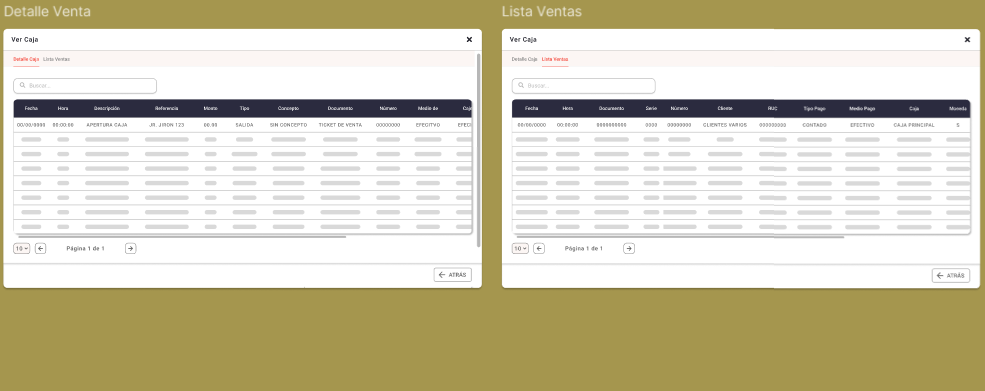 Detalle Venta
Ver Caja
Detalle Caja Lista Ventas
Buscar...
Fecha Hora Descripción Referencia Monto Tipo Concepto Documento Número Medio de Caja
00/00/0000 00:00:00 APERTURA CAJA JR..JIRON 123 00.00 SALIDA SIN CONCEPTO TICKET DE VENTA 00000000 EFECITVO EFECI
10 Página 1 de 1
ATRÁS
Lista Ventas
Ver Caja
Detalle Caja Lista Ventas
Buscar...
Fecha Hora Documento Serie Número Cliente RUC Tipo Pago Medio Pago Caja Moneda
00/00/0000 00:00:00 0000000000 0000 00000000 CLIENTES VARIOS 000000000 CONTADO EFECTIVO CAJA PRINCIPAL S
10 Página 1 de 1
ATRÁS